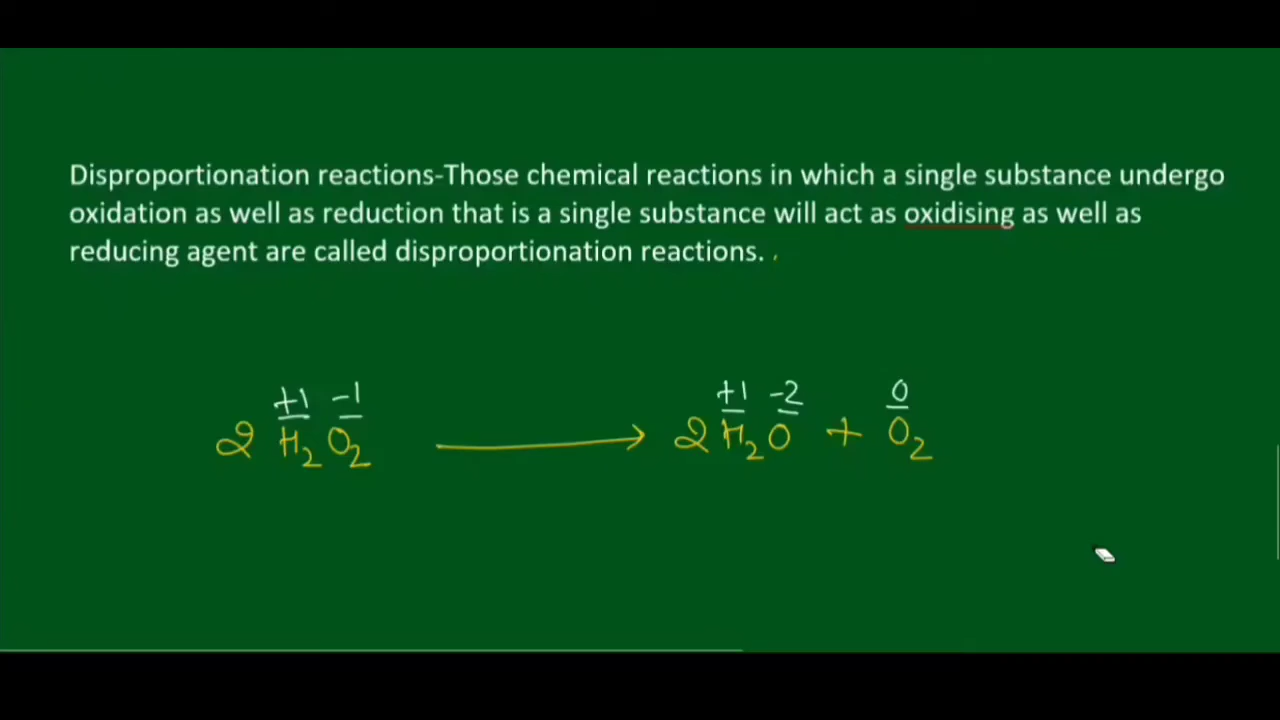 Disproportionation reactions-Those chemical reactions in which a single substance undergo
oxidation as well as reduction that is a single substance will act as oxidising as well as
reducing agent are called disproportionation reactions.
+1 -1 +1 -2 0
2 H2O2 → 2H2O + O2